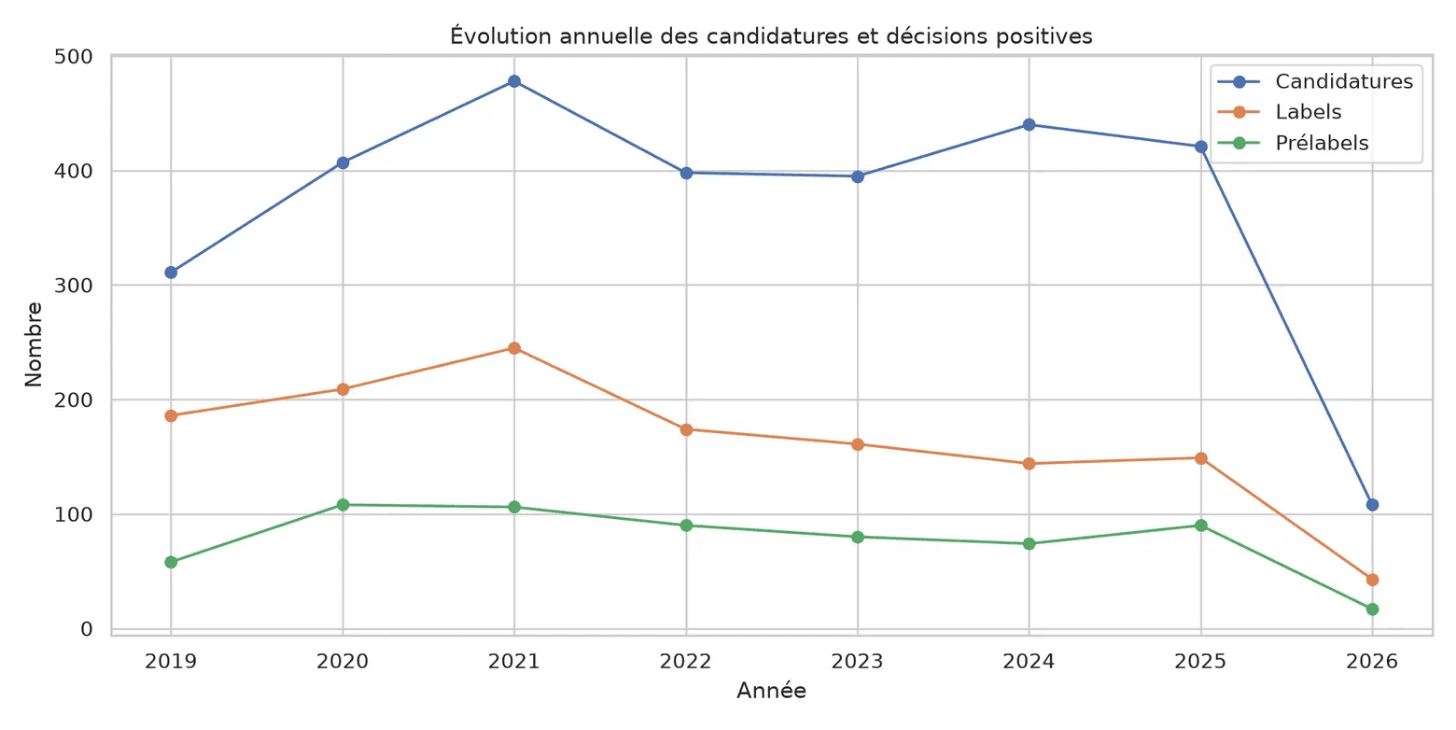 Évolution annuelle des candidatures et décisions positives
500
400
300
200
100
0
Nombre
Candidatures
Labels
Prélabels
2019 2020 2021 2022 2023 2024 2025 2026
Année